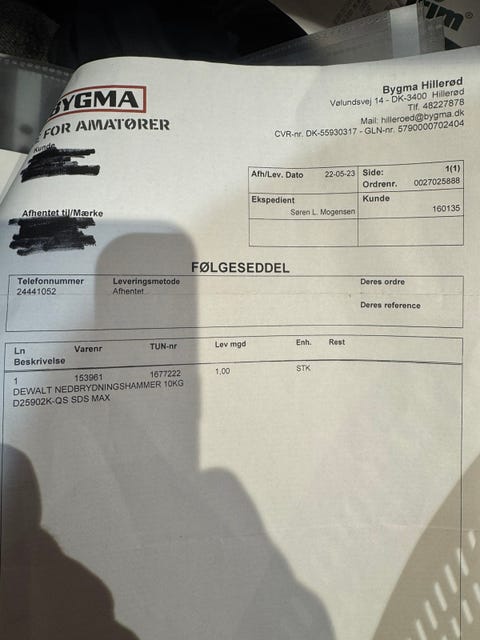 BYGMA
FOR AMATØRER
Bygma Hillerød
Vølundsvej 14 - DK-3400 Hillerød
Tlf. 48227878
Mail: hilleroed@bygma.dk
CVR-nr. DK-55930317 - GLN-nr. 5790000702404
Kunde
Afhentet til/Mærke
Afh/Lev. Dato 22-05-23 Side: 1(1)
Ordrenr. 0027025888
Ekspedient Kunde
Søren L. Mogensen 160135
FØLGESEDDEL
Telefonnummer Leveringsmetode Deres ordre
24441052 Afhentet
Deres reference
Ln Varenr TUN-nr Lev mgd Enh. Rest
Beskrivelse
1 153961 1677222 1,00 STK
DEWALT NEDBRYDNINGSHAMMER 10KG
D25902K-QS SDS MAX